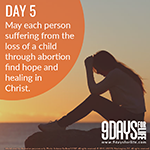 DAY 5
May each person
suffering from the
loss of a child
through abortion
find hope and
healing in
Christ.
9DAYS FOR LIFE
www.9daysforlife.com